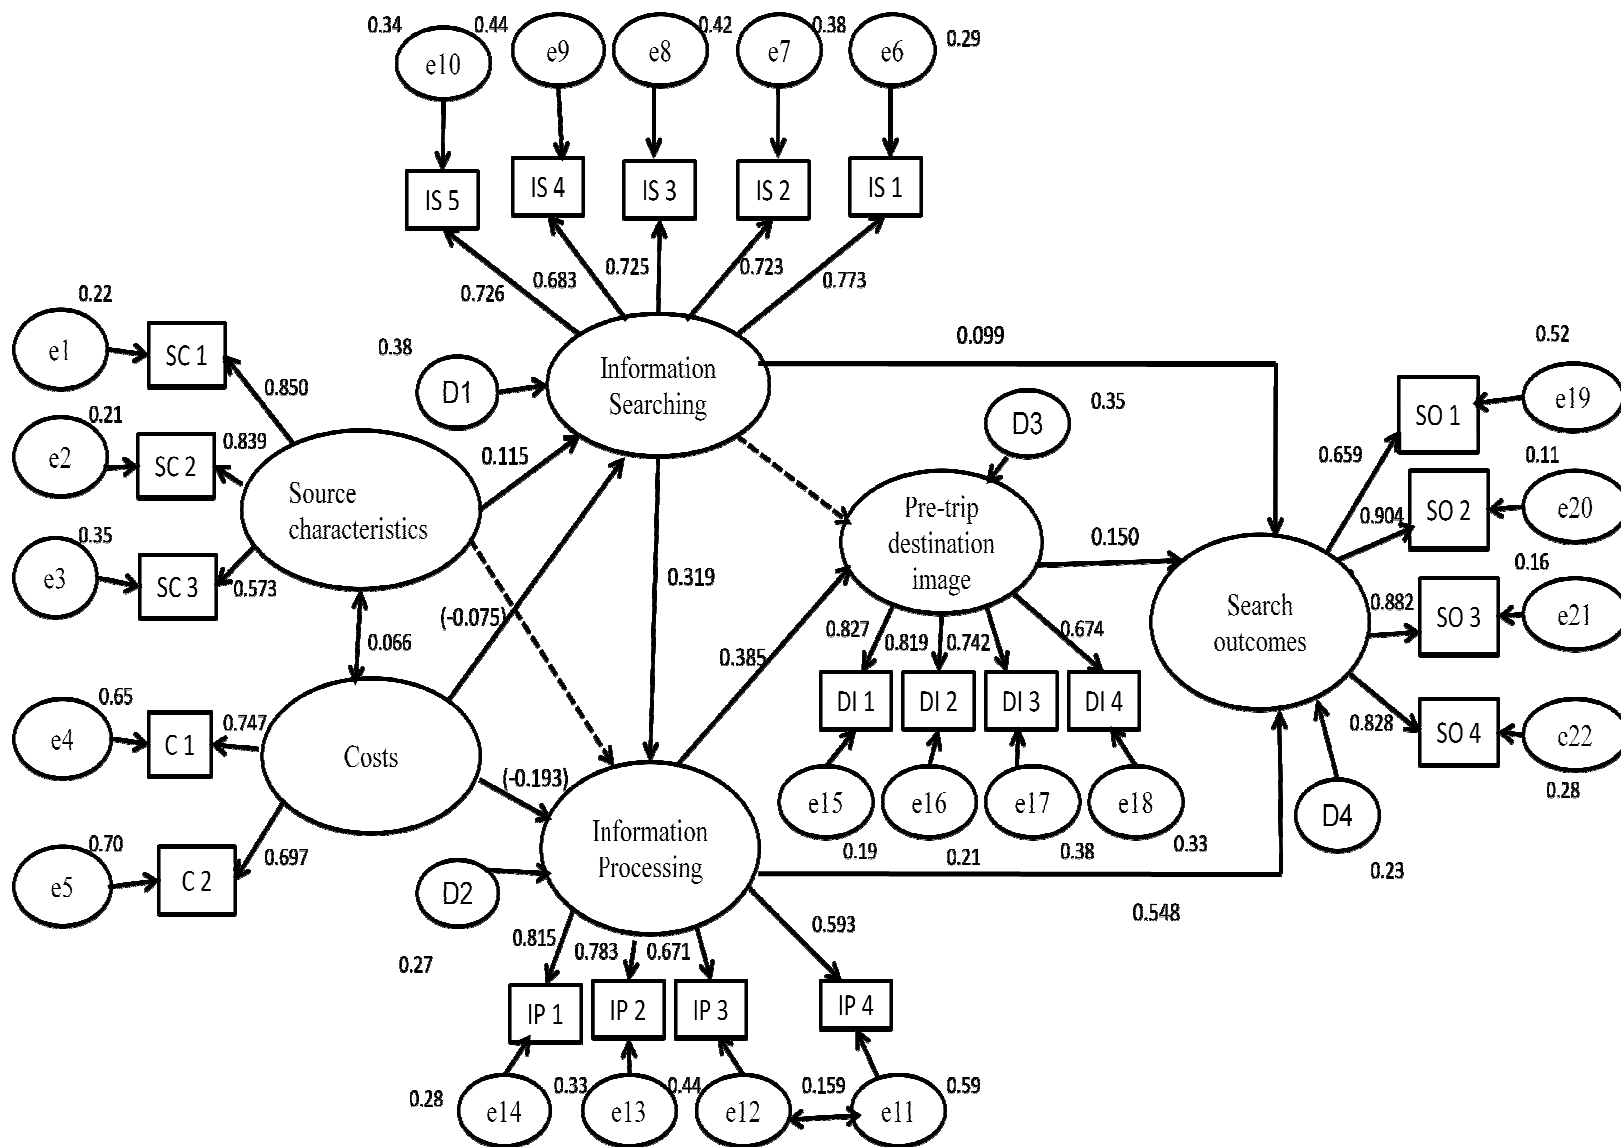 0.34
0.44
0.42
0.38
0.29
e10
e9
e8
e7
e6
IS 5
IS 4
IS 3
IS 2
IS 1
0.726
0.683
0.725
0.723
0.773
0.22
e1
SC 1
0.850
0.21
e2
SC 2
0.839
0.35
e3
SC 3
0.573
Source
characteristics
0.38
D1
Information
Searching
0.115
0.099
0.066
(-0.075)
0.319
0.385
D3
0.35
Pre-trip
destination
image
0.150
0.827
0.819
0.742
0.674
DI 1
DI 2
DI 3
DI 4
e15
e16
e17
e18
0.19
0.21
0.38
0.33
Search
outcomes
0.52
e19
SO 1
0.659
0.11
e20
SO 2
0.904
0.16
e21
SO 3
0.882
SO 4
0.828
c22
0.28
D4
0.23
0.65
e4
C 1
0.747
Costs
0.70
e5
C 2
0.697
(-0.193)
Information
Processing
D2
0.27
0.548
0.815
0.783
0.671
0.593
IP 1
IP 2
IP 3
IP 4
0.28
e14
0.33
e13
0.44
e12
0.159
e11
0.59